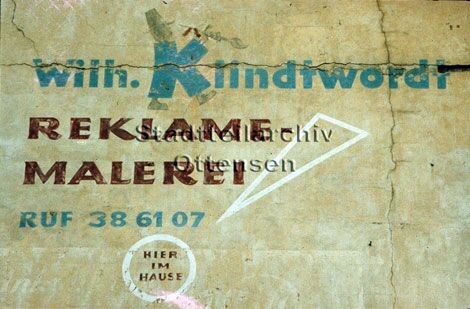 Wilh. Klindtwordt
REKLAME-
Stadtteilarchiv
Ottensen
MALEREI
RUF 38 61 07
HIER
IM
HAUSE